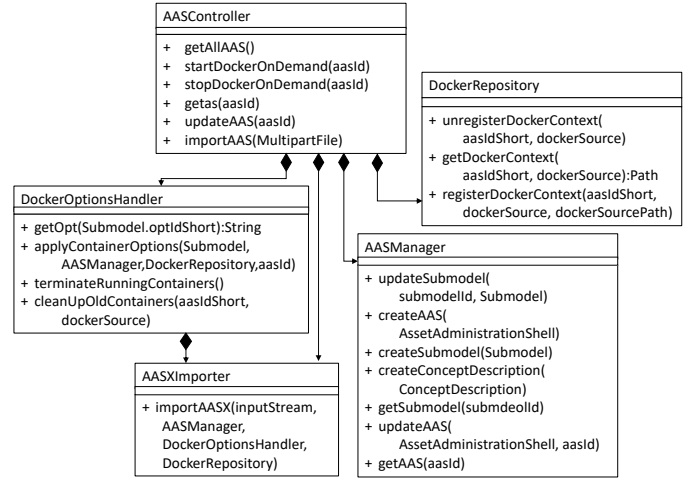 AASController
+ getAllAAS()
+ startDockerOnDemand(aasId)
+ stopDockerOnDemand(aasId)
+ getas(aasId)
+ updateAAS(aasId)
+ importAAS(MultipartFile)
DockerRepository
+ unregisterDockerContext(
aasIdShort, dockerSource)
+ getDockerContext(
aasIdShort, dockerSource):Path
+ registerDockerContext(aasIdShort,
dockerSource, dockerSourcePath)
DockerOptionsHandler
+ getOpt(Submodel.optIdShort):String
+ applyContainerOptions(Submodel,
AASManager,DockerRepository,aasId)
+ terminateRunningContainers()
+ cleanUpOldContainers(aasIdShort,
dockerSource)
AASManager
+ updateSubmodel(
submodelId, Submodel)
+ createAAS(
AssetAdministrationShell)
+ createSubmodel(Submodel)
+ createConceptDescription(
ConceptDescription)
+ getSubmodel(submdeolId)
+ updateAAS(
AssetAdministrationShell, aasId)
+ getAAS(aasId)
AASXImporter
+ importAASX(inputStream,
AASManager,
DockerOptionsHandler,
DockerRepository)